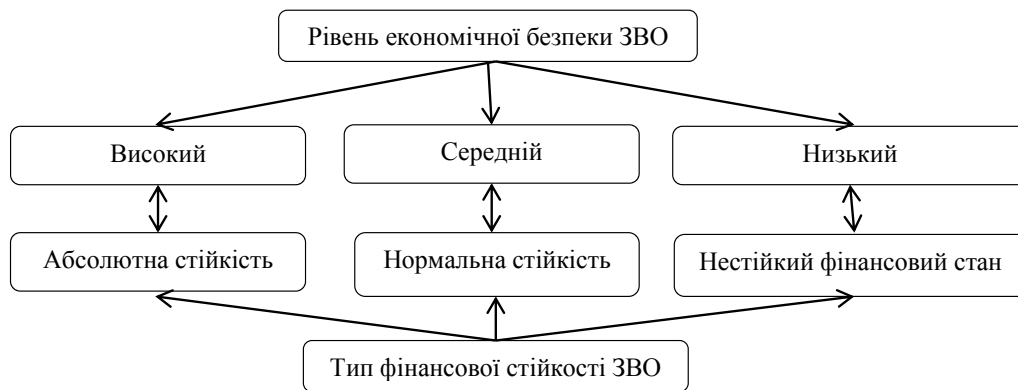 Рівень економічної безпеки ЗВО
Високий
Середній
Низький
Абсолютна стійкість
Нормальна стійкість
Нестійкий фінансовий стан
Тип фінансової стійкості ЗВО